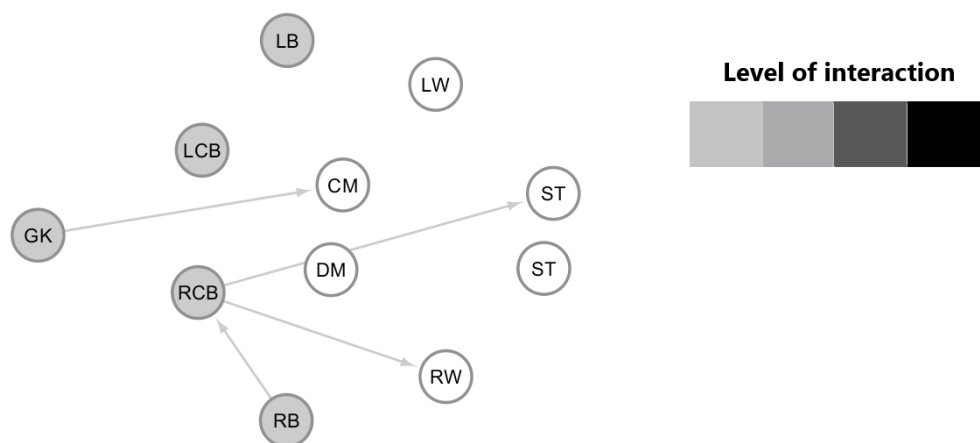 LB
LW
Level of interaction
LCB
CM
ST
GK
DM
ST
RCB
RW
RB